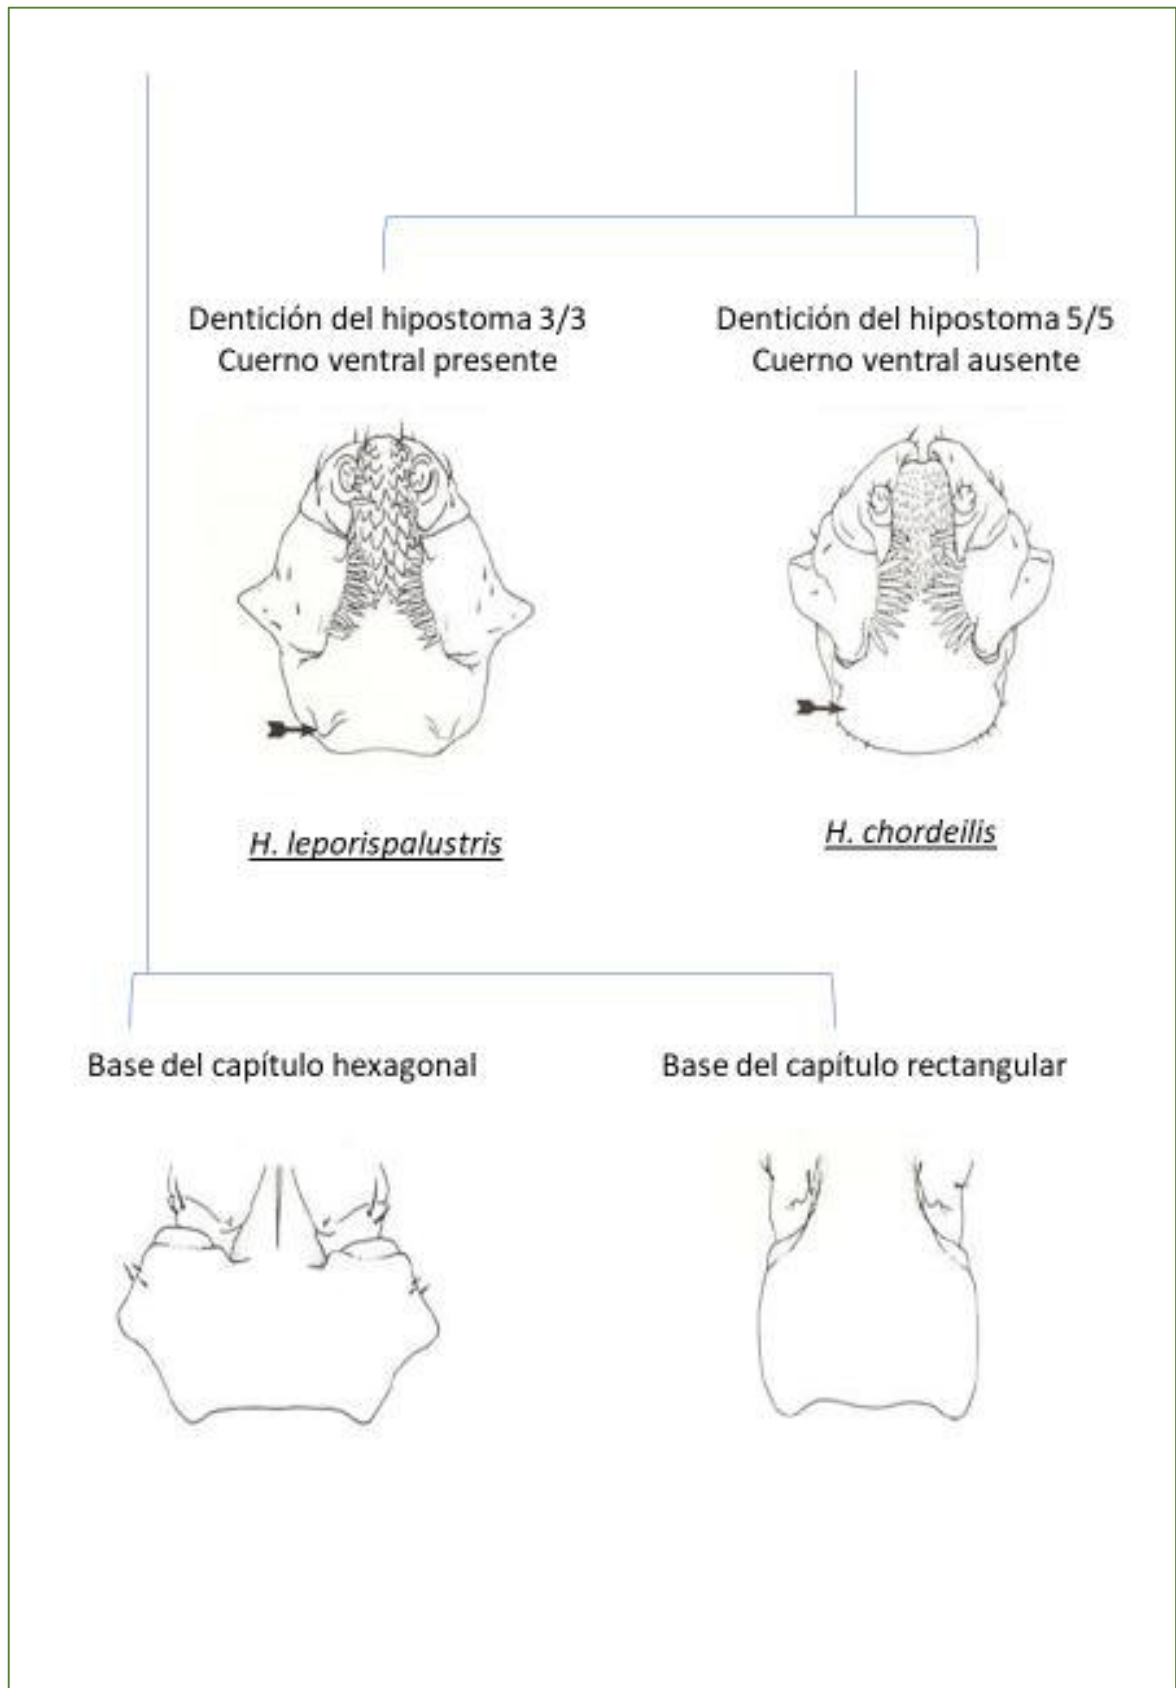 Dentición del hipostoma 3/3
Cuerno ventral presente
Dentición del hipostoma 5/5
Cuerno ventral ausente
H. leporispalustris
H. chordeilis
Base del capítulo hexagonal
Base del capítulo rectangular